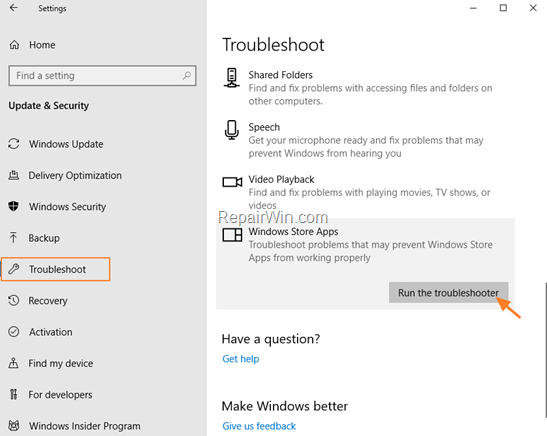 Settings
Home
Find a setting
Update & Security
Windows Update
Delivery Optimization
Windows Security
Backup
Troubleshoot
Recovery
Activation
Find my device
For developers
Windows Insider Program
Troubleshoot
Shared Folders
Find and fix problems with accessing files and folders on
other computers.
Speech
Get your microphone ready and fix problems that may
prevent Windows from hearing you
Video Playback
Find and fix problems with playing movies, TV shows, or
videos
RepairWin.com
Windows Store Apps
Troubleshoot problems that may prevent Windows Store
Apps from working properly
Run the troubleshooter
Have a question?
Get help
Make Windows better
Give us feedback